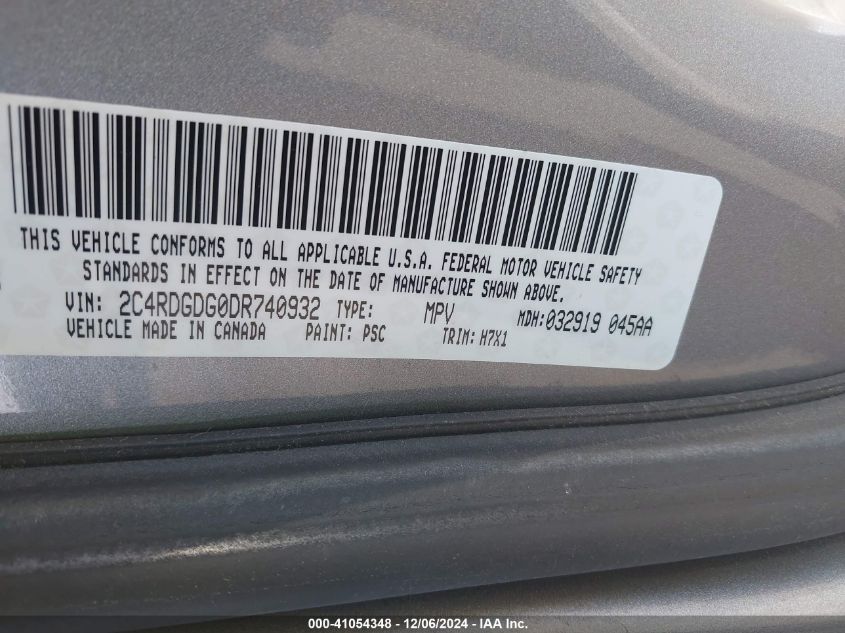 THIS VEHICLE CONFORMS TO ALL APPLICABLE U.S.A. FEDERAL MOTOR VEHICLE SAFETY
STANDARDS IN EFFECT ON THE DATE OF MANUFACTURE SHOWN ABOVE.
VIN: 2C4RDGDG0DR740932 TYPE: MPV MDH:032919 045AA
VEHICLE MADE IN CANADA PAINT: PSC TRIM: H7X1
000-41054348 - 12/06/2024 - IAA Inc.